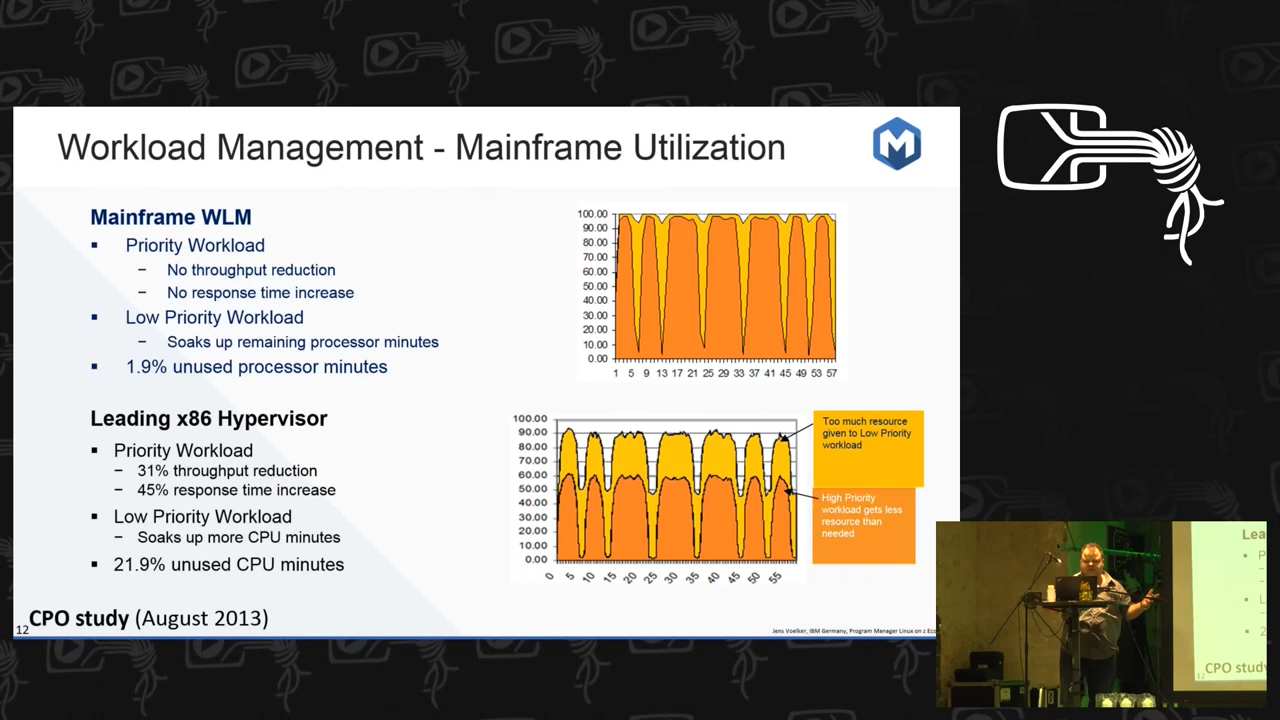 Workload Management - Mainframe Utilization
M
Mainframe WLM
▪ Priority Workload
– No throughput reduction
– No response time increase
▪ Low Priority Workload
– Soaks up remaining processor minutes
▪ 1.9% unused processor minutes
100.00
90.00
80.00
70.00
60.00
50.00
40.00
30.00
20.00
10.00
0.00
1 5 9 13 17 21 25 29 33 37 41 45 49 53 57
Leading x86 Hypervisor
▪ Priority Workload
– 31% throughput reduction
– 45% response time increase
▪ Low Priority Workload
– Soaks up more CPU minutes
▪ 21.9% unused CPU minutes
100.00
90.00
80.00
70.00
60.00
50.00
40.00
30.00
20.00
10.00
0.00
0 5 10 15 20 25 30 35 40 45 50 55
Too much resource
given to Low Priority
workload
High Priority
workload gets less
resource than
needed
CPO study (August 2013)
12
Jens Voelker, IBM Germany, Program Manager Linux on z Eco
Lea
CPO stud